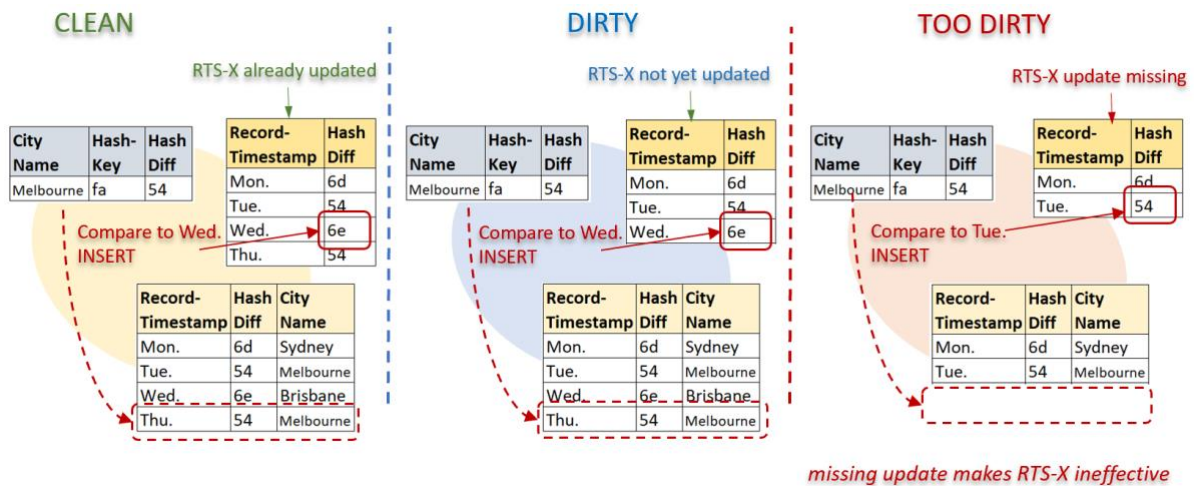 CLEAN
RTS-X already updated
City Name Hash-Key Hash Diff
Melbourne fa 54
Record-Timestamp Hash Diff
Mon. 6d
Tue. 54
Wed. 6e
Thu. 54
Compare to Wed.
INSERT
Record-Timestamp Hash Diff City Name
Mon. 6d Sydney
Tue. 54 Melbourne
Wed. 6e Brisbane
Thu. 54 Melbourne
DIRTY
RTS-X not yet updated
City Name Hash-Key Hash Diff
Melbourne fa 54
Record-Timestamp Hash Diff
Mon. 6d
Tue. 54
Wed. 6e
Compare to Wed.
INSERT
Record-Timestamp Hash Diff City Name
Mon. 6d Sydney
Tue. 54 Melbourne
Wed. 6e Brisbane
Thu. 54 Melbourne
TOO DIRTY
RTS-X update missing
City Name Hash-Key Hash Diff
Melbourne fa 54
Record-Timestamp Hash Diff
Mon. 6d
Tue. 54
Compare to Tue.
INSERT
Record-Timestamp Hash Diff City Name
Mon. 6d Sydney
Tue. 54 Melbourne
missing update makes RTS-X ineffective